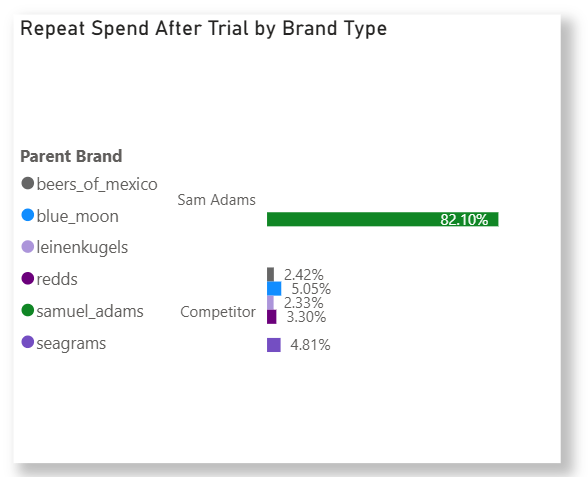 Repeat Spend After Trial by Brand Type
Parent Brand
beers_of_mexico
blue_moon
leinenkugels
redds
samuel_adams
seagrams
Sam Adams
82.10%
Competitor
2.42%
5.05%
2.33%
3.30%
4.81%